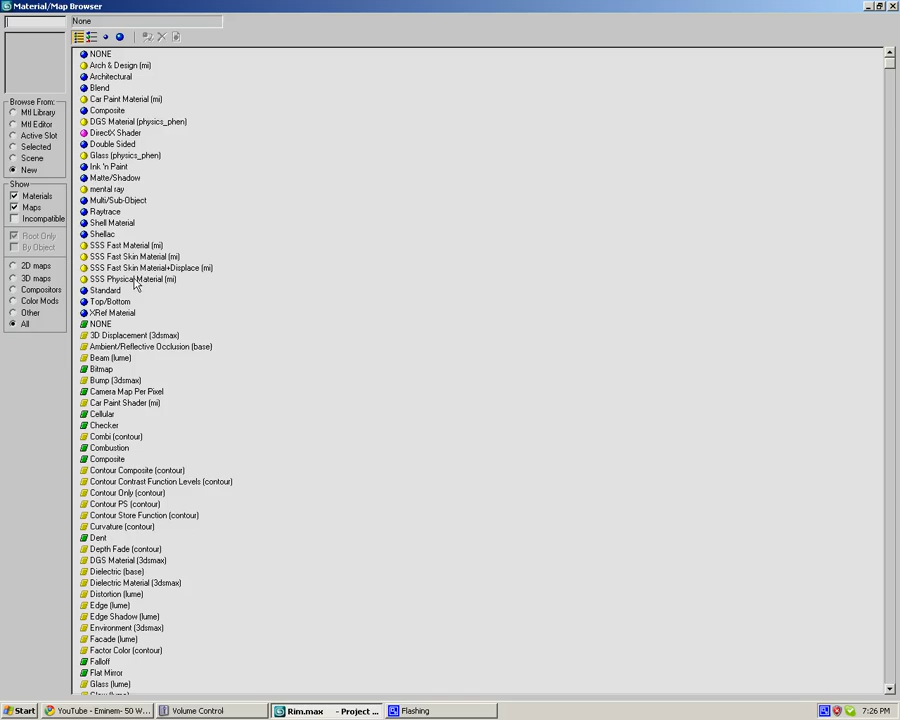 Material/Map Browser
None
Browse From:
Mtl Library
Mtl Editor
Active Slot
Selected
Scene
New
Show
Materials
Maps
Incompatible
Root Only
By Object
2D maps
3D maps
Compositors
Color Mods
Other
All
NONE
Arch & Design (mi)
Architectural
Blend
Car Paint Material (mi)
Composite
DGS Material (physics_phen)
DirectX Shader
Double Sided
Glass (physics_phen)
Ink 'n Paint
Matte/Shadow
mental ray
Multi/Sub-Object
Raytrace
Shell Material
Shellac
SSS Fast Material (mi)
SSS Fast Skin Material (mi)
SSS Fast Skin Material+Displace (mi)
SSS Physical Material (mi)
Standard
Top/Bottom
XRef Material
NONE
3D Displacement (3dsmax)
Ambient/Reflective Occlusion (base)
Beam (lume)
Bitmap
Bump (3dsmax)
Camera Map Per Pixel
Car Paint Shader (mi)
Cellular
Checker
Combi (contour)
Combustion
Composite
Contour Composite (contour)
Contour Contrast Function Levels (contour)
Contour Only (contour)
Contour PS (contour)
Contour Store Function (contour)
Curvature (contour)
Dent
Depth Fade (contour)
DGS Material (3dsmax)
Dielectric (base)
Dielectric Material (3dsmax)
Distortion (lume)
Edge (lume)
Edge Shadow (lume)
Environment (3dsmax)
Facade (lume)
Factor Color (contour)
Falloff
Flat Mirror
Glass (lume)
Glow (lume)
Start
YouTube - Eminem- 50 W...
Volume Control
Rim.max - Project ...
Flashing
7:26 PM